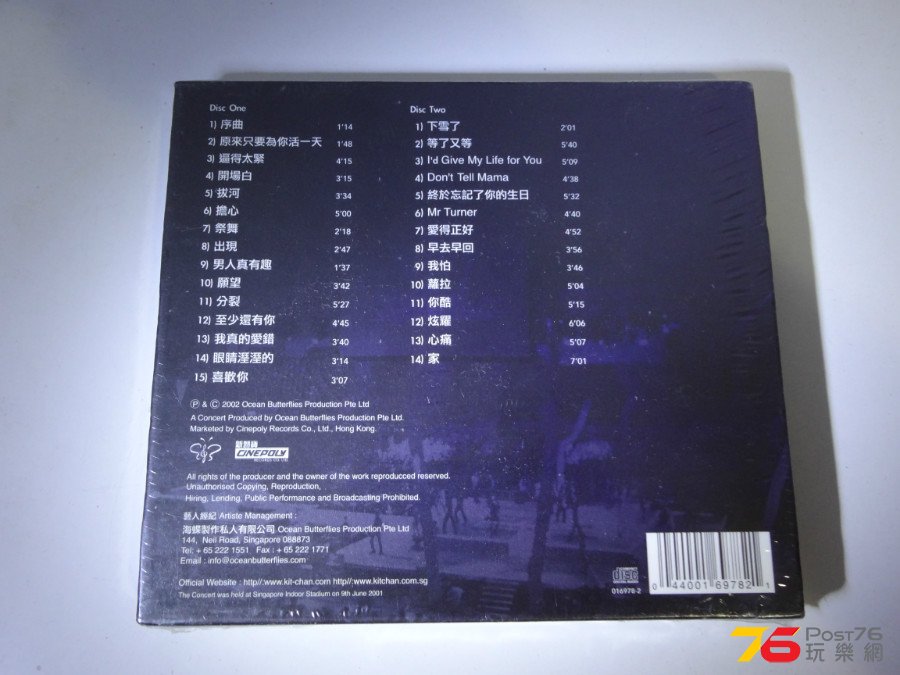 Disc One
1) 序曲 1'14
2) 原來只要為你活一天 1'48
3) 逼得太緊 4'15
4) 開場白 3'15
5) 拔河 3'34
6) 擔心 5'00
7) 祭舞 2'18
8) 出現 2'47
9) 男人真有趣 1'37
10) 願望 3'42
11) 分裂 5'27
12) 至少還有你 4'45
13) 我真的愛錯 3'40
14) 眼睛溼溼的 3'14
15) 喜歡你 3'07
Disc Two
1) 下雪了 2'01
2) 等了又等 5'40
3) I'd Give My Life for You 5'09
4) Don't Tell Mama 4'38
5) 終於忘記了你的生日 5'32
6) Mr Turner 4'40
7) 愛得正好 4'52
8) 早去早回 3'56
9) 我怕 3'46
10) 蘿拉 5'04
11) 你酷 5'15
12) 炫耀 6'06
13) 心痛 5'07
14) 家 7'01
Ⓟ & © 2002 Ocean Butterflies Production Pte Ltd
A Concert Produced by Ocean Butterflies Production Pte Ltd.
Marketed by Cinepoly Records Co., Ltd., Hong Kong.
新藝寶
CINEPOLY
All rights of the producer and the owner of the work reproducced reserved.
Unauthorised Copying, Reproduction,
Hiring, Lending, Public Performance and Broadcasting Prohibited.
藝人經紀 Artiste Management :
海蝶製作私人有限公司 Ocean Butterflies Production Pte Ltd
144, Neil Road, Singapore 088873
Tel: + 65 222 1551 Fax : + 65 222 1771
Email : info@oceanbutterflies.com
Official Website : http//:www.kit-chan.com http//:www.kitchan.com.sg
The Concert was held at Singapore Indoor Stadium on 9th June 2001
COMPACT
disc
DIGITAL AUDIO
016978-2
0 44001 69782 1
76 POST76
玩樂網